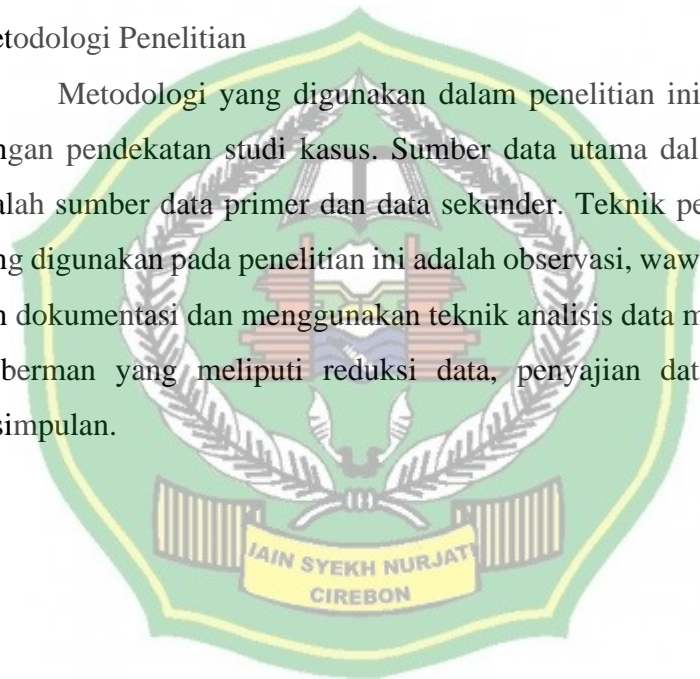 etodologi Penelitian
Metodologi yang digunakan dalam penelitian ini
ngan pendekatan studi kasus. Sumber data utama dal
alah sumber data primer dan data sekunder. Teknik pe
ng digunakan pada penelitian ini adalah observasi, waw
n dokumentasi dan menggunakan teknik analisis data m
berman yang meliputi reduksi data, penyajian dat
simpulan.
IAIN SYEKH NURJATI
CIREBON